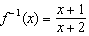 f⁻¹(x) = (x + 1)/(x + 2)